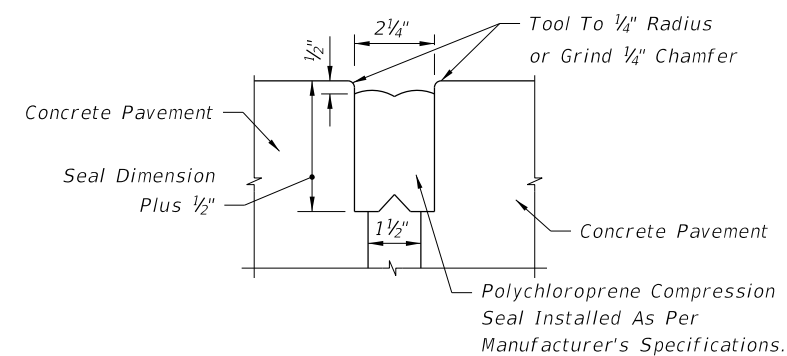 Tool To ¼" Radius
or Grind ¼" Chamfer
2¼"
½"
Concrete Pavement
Seal Dimension
Plus ½"
1½"
Concrete Pavement
Polychloroprene Compression
Seal Installed As Per
Manufacturer's Specifications.